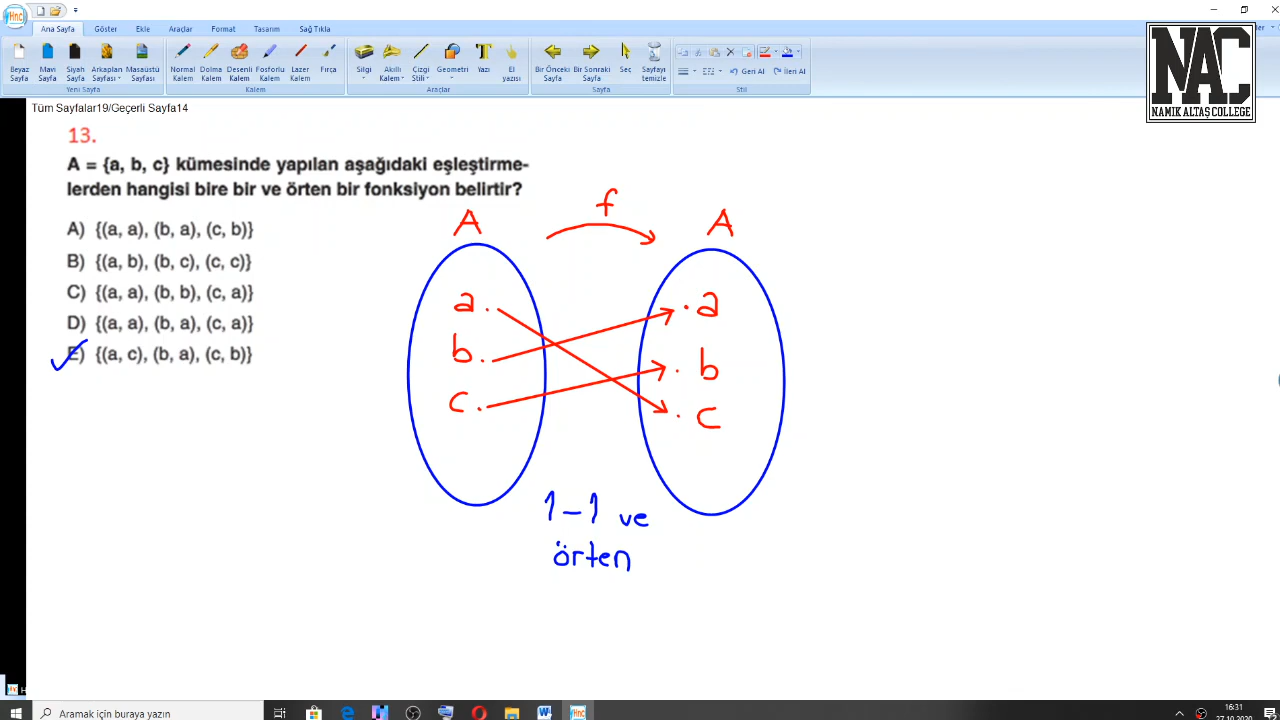 Ana Sayfa Göster Ekle Araçlar Format Tasarım Sağ Tıkla
Beyaz Sayfa Mavi Sayfa Siyah Sayfa Arkaplan Sayfası Masaüstü Sayfası
Normal Kalem Dolma Kalem Desenli Kalem Fosforlu Kalem Lazer Kalem Fırça
Silgi Akıllı Kalem Çizgi Stili Geometri Yazı El yazısı
Bir Önceki Sayfa Bir Sonraki Sayfa Seç Sayfayı temizle
Geri Al İleri Al
Yeni Sayfa Kalem Araçlar Sayfa Stil
NAC
NAMIK ALTAŞ COLLEGE
Tüm Sayfalar19/Geçerli Sayfa14
13.
A = {a, b, c} kümesinde yapılan aşağıdaki eşleştirme-
lerden hangisi bire bir ve örten bir fonksiyon belirtir?
A) {(a, a), (b, a), (c, b)}
B) {(a, b), (b, c), (c, c)}
C) {(a, a), (b, b), (c, a)}
D) {(a, a), (b, a), (c, a)}
E) {(a, c), (b, a), (c, b)}
f
A A
a a
b b
c c
1-1 ve
örten
Aramak için buraya yazın
16:31
27.10.2020